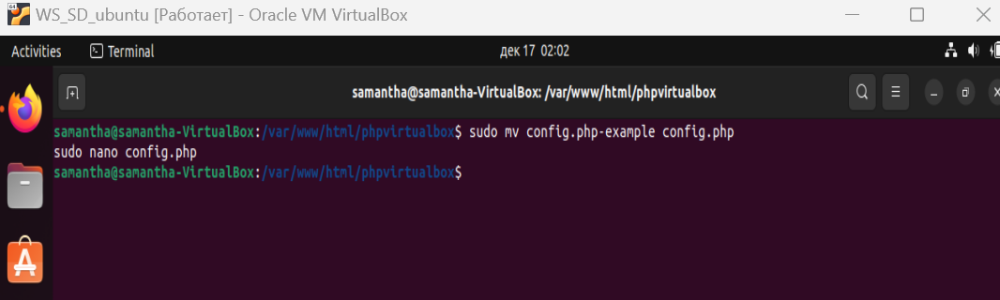 64
WS_SD_ubuntu [Работает] - Oracle VM VirtualBox
Activities Terminal дек 17 02:02
samantha@samantha-VirtualBox: /var/www/html/phpvirtualbox
samantha@samantha-VirtualBox:/var/www/html/phpvirtualbox$ sudo mv config.php-example config.php
sudo nano config.php
samantha@samantha-VirtualBox:/var/www/html/phpvirtualbox$